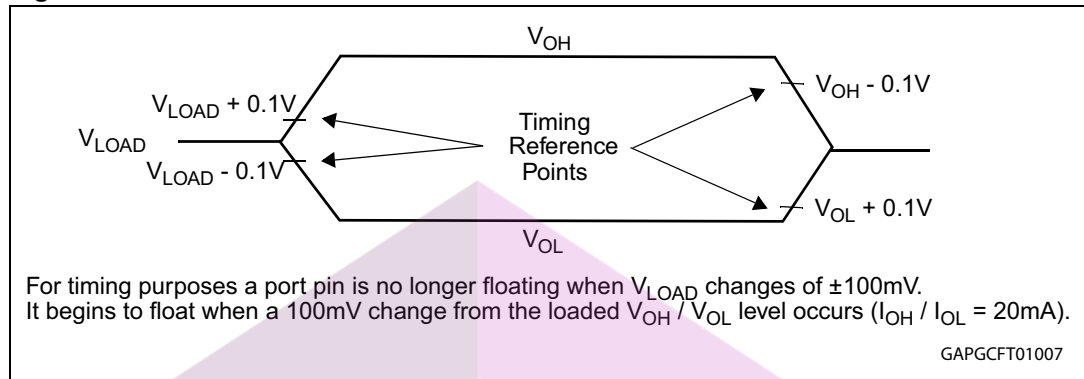 V_OH
V_LOAD + 0.1V
V_OH - 0.1V
V_LOAD
Timing
Reference
Points
V_LOAD - 0.1V
V_OL + 0.1V
V_OL
For timing purposes a port pin is no longer floating when V_LOAD changes of ±100mV.
It begins to float when a 100mV change from the loaded V_OH / V_OL level occurs (I_OH / I_OL = 20mA).
GAPGCFT01007